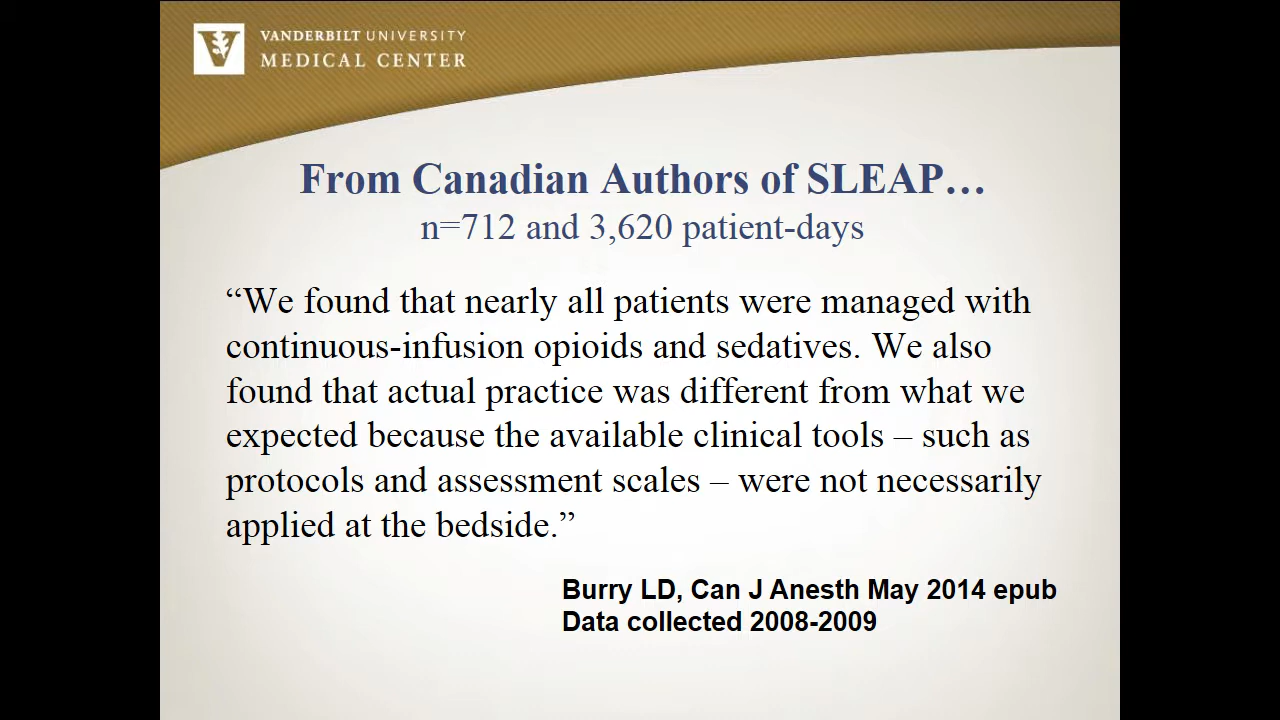 VANDERBILT UNIVERSITY
MEDICAL CENTER
From Canadian Authors of SLEAP…
n=712 and 3,620 patient-days
“We found that nearly all patients were managed with
continuous-infusion opioids and sedatives. We also
found that actual practice was different from what we
expected because the available clinical tools – such as
protocols and assessment scales – were not necessarily
applied at the bedside.”
Burry LD, Can J Anesth May 2014 epub
Data collected 2008-2009